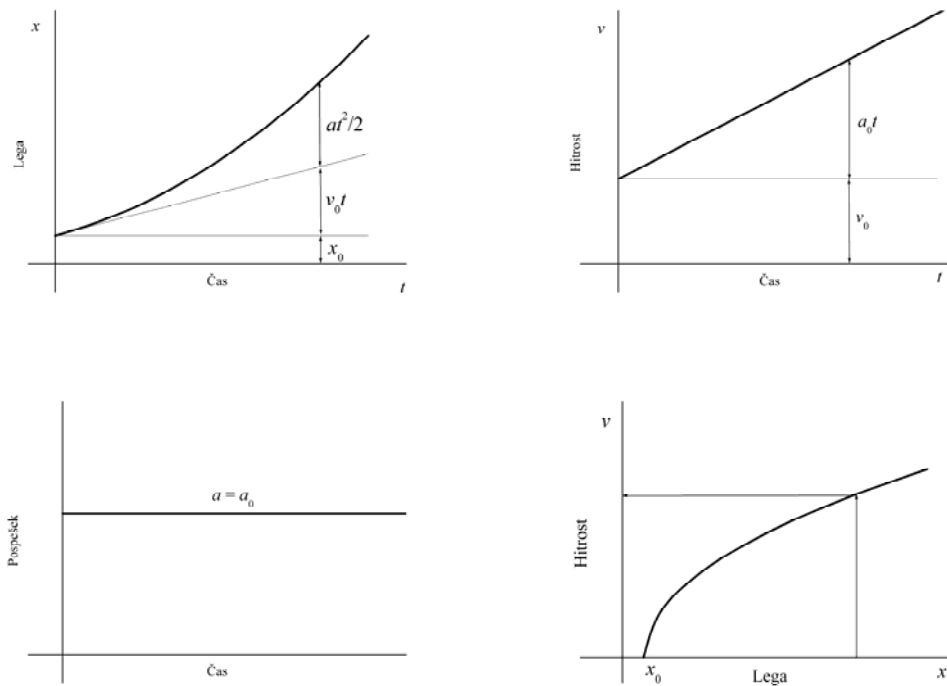 x
Lega
at²/2
v₀t
x₀
Čas
t
v
Hitrost
a₀t
v₀
Čas
t
Pospešek
a = a₀
Čas
v
Hitrost
x₀
Lega
x